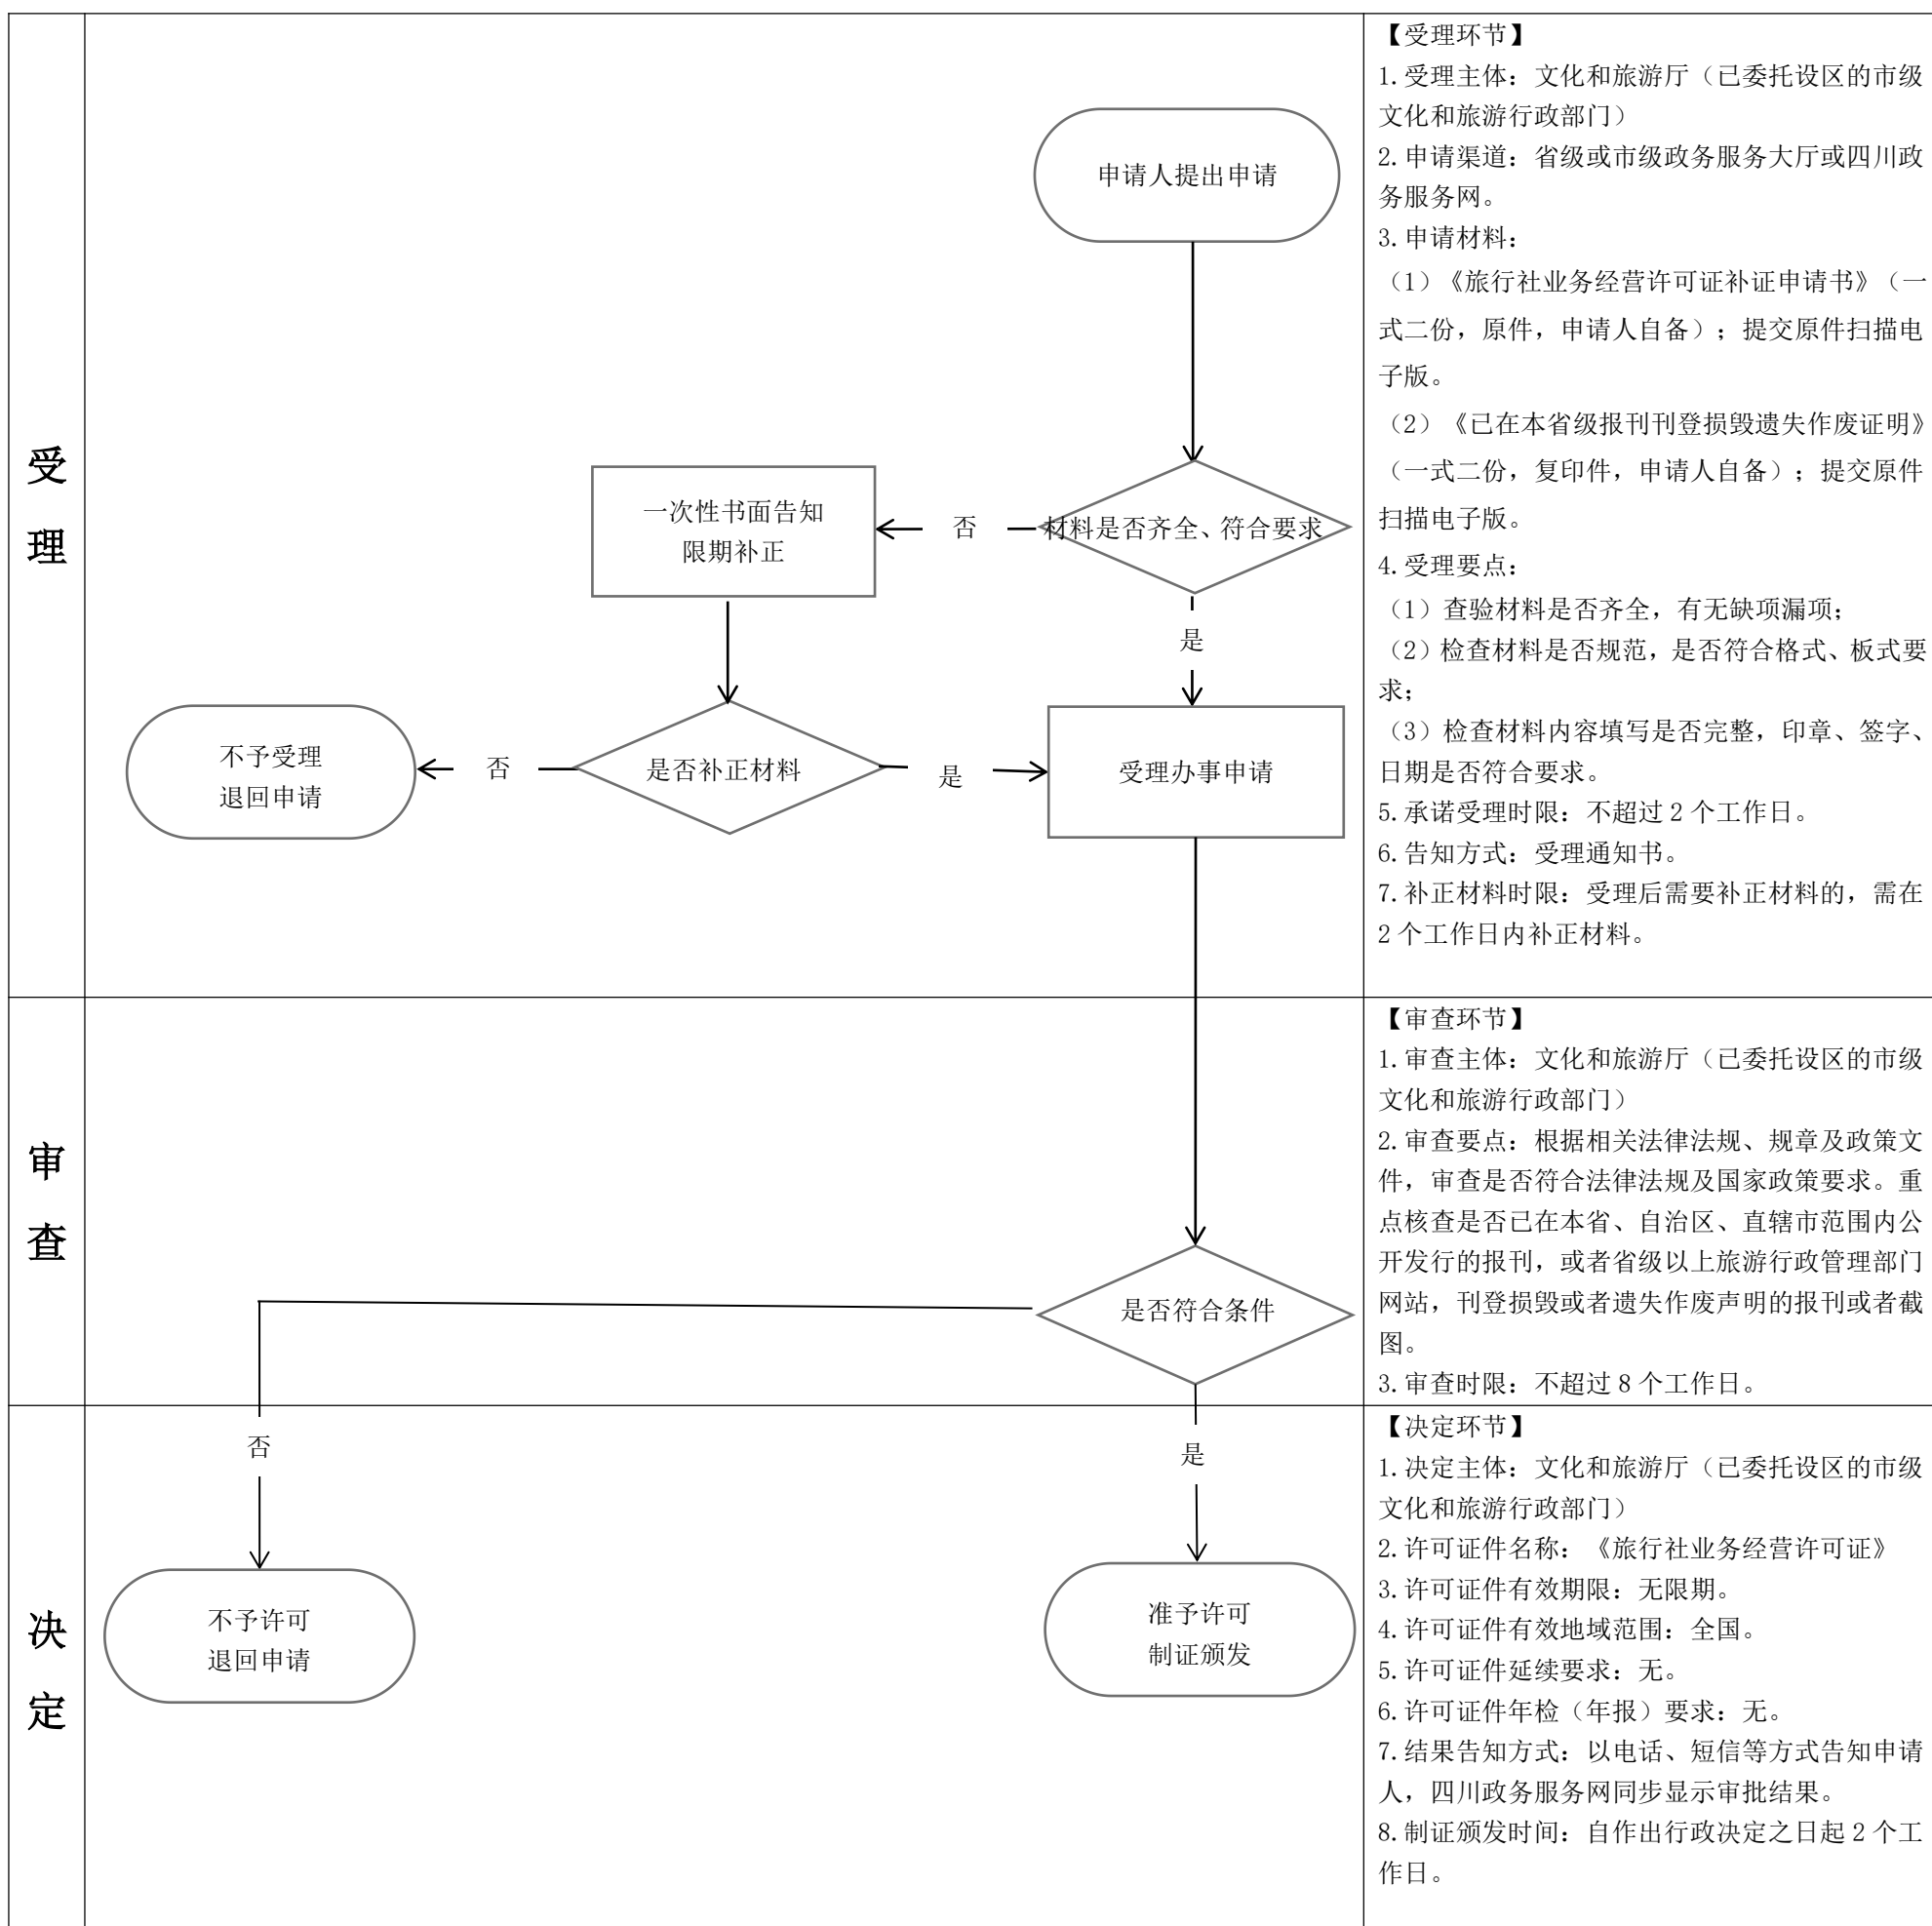 受
理
申请人提出申请
材料是否齐全、符合要求
否
一次性书面告知
限期补正
是
是否补正材料
否
不予受理
退回申请
是
受理办事申请
【受理环节】
1.受理主体：文化和旅游厅（已委托设区的市级
文化和旅游行政部门）
2.申请渠道：省级或市级政务服务大厅或四川政
务服务网。
3.申请材料：
（1）《旅行社业务经营许可证补证申请书》（一
式二份，原件，申请人自备）；提交原件扫描电
子版。
（2）《已在本省级报刊刊登损毁遗失作废证明》
（一式二份，复印件，申请人自备）；提交原件
扫描电子版。
4.受理要点：
（1）查验材料是否齐全，有无缺项漏项；
（2）检查材料是否规范，是否符合格式、板式要
求；
（3）检查材料内容填写是否完整，印章、签字、
日期是否符合要求。
5.承诺受理时限：不超过2个工作日。
6.告知方式：受理通知书。
7.补正材料时限：受理后需要补正材料的，需在
2个工作日内补正材料。
审
查
是否符合条件
【审查环节】
1.审查主体：文化和旅游厅（已委托设区的市级
文化和旅游行政部门）
2.审查要点：根据相关法律法规、规章及政策文
件，审查是否符合法律法规及国家政策要求。重
点核查是否已在本省、自治区、直辖市范围内公
开发行的报刊，或者省级以上旅游行政管理部门
网站，刊登损毁或者遗失作废声明的报刊或者截
图。
3.审查时限：不超过8个工作日。
决
定
否
不予许可
退回申请
是
准予许可
制证颁发
【决定环节】
1.决定主体：文化和旅游厅（已委托设区的市级
文化和旅游行政部门）
2.许可证件名称：《旅行社业务经营许可证》
3.许可证件有效期限：无限期。
4.许可证件有效地域范围：全国。
5.许可证件延续要求：无。
6.许可证件年检（年报）要求：无。
7.结果告知方式：以电话、短信等方式告知申请
人，四川政务服务网同步显示审批结果。
8.制证颁发时间：自作出行政决定之日起2个工
作日。